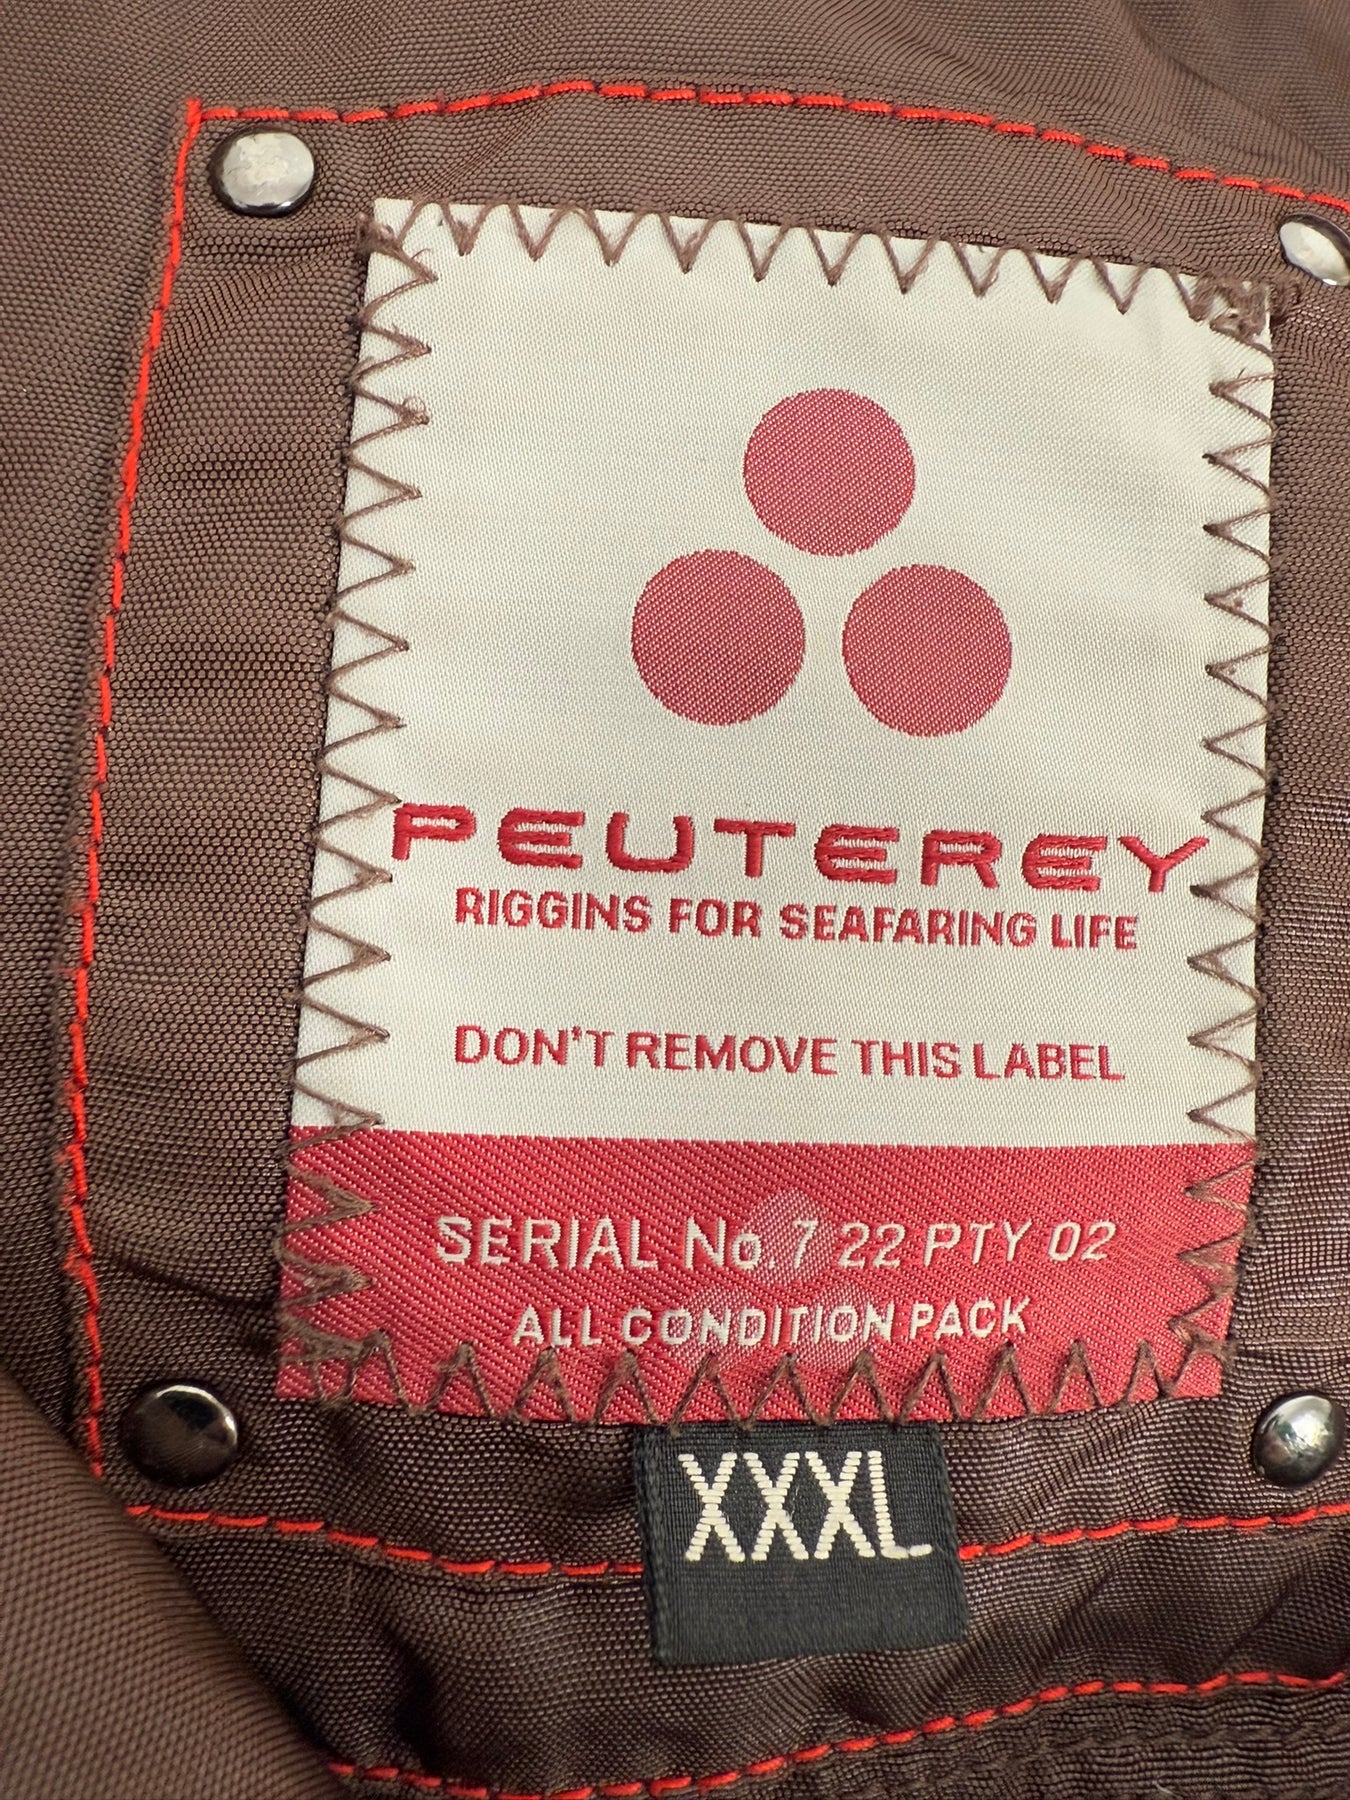 PEUTEREY
RIGGINS FOR SEAFARING LIFE
DON'T REMOVE THIS LABEL
SERIAL No.7 22 PTY 02
ALL CONDITION PACK
XXXL